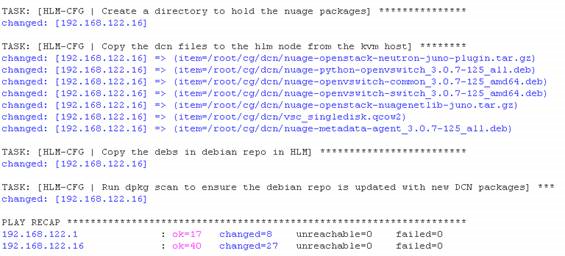 TASK: [HLM-CFG | Create a directory to hold the nuage packages] ***************
changed: [192.168.122.16]
TASK: [HLM-CFG | Copy the dcn files to the hlm node from the kvm host] ********
changed: [192.168.122.16] => (item=/root/cg/dcn/nuage-openstack-neutron-juno-plugin.tar.gz)
changed: [192.168.122.16] => (item=/root/cg/dcn/nuage-python-openvswitch_3.0.7-125_all.deb)
changed: [192.168.122.16] => (item=/root/cg/dcn/nuage-openvswitch-common_3.0.7-125_amd64.deb)
changed: [192.168.122.16] => (item=/root/cg/dcn/nuage-openvswitch-switch_3.0.7-125_amd64.deb)
changed: [192.168.122.16] => (item=/root/cg/dcn/nuage-openstack-nuagenetlib-juno.tar.gz)
changed: [192.168.122.16] => (item=/root/cg/dcn/vsc_singledisk.qcow2)
changed: [192.168.122.16] => (item=/root/cg/dcn/nuage-metadata-agent_3.0.7-125_all.deb)
TASK: [HLM-CFG | Copy the debs in debian repo in HLM] *************************
changed: [192.168.122.16]
TASK: [HLM-CFG | Run dpkg scan to ensure the debian repo is updated with new DCN packages] ***
changed: [192.168.122.16]
PLAY RECAP ********************************************************************
192.168.122.1 : ok=17 changed=8 unreachable=0 failed=0
192.168.122.16 : ok=40 changed=27 unreachable=0 failed=0